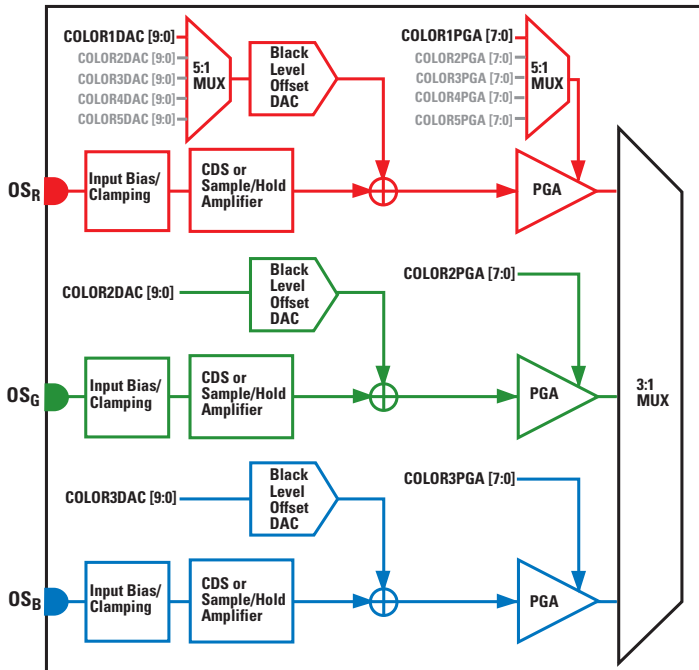 COLOR1DAC [9:0]
COLOR2DAC [9:0]
COLOR3DAC [9:0]
COLOR4DAC [9:0]
COLOR5DAC [9:0]
5:1
MUX
Black
Level
Offset
DAC
COLOR1PGA [7:0]
COLOR2PGA [7:0]
COLOR3PGA [7:0]
COLOR4PGA [7:0]
COLOR5PGA [7:0]
5:1
MUX
OSR
Input Bias/
Clamping
CDS or
Sample/Hold
Amplifier
PGA
COLOR2DAC [9:0]
Black
Level
Offset
DAC
COLOR2PGA [7:0]
OSG
Input Bias/
Clamping
CDS or
Sample/Hold
Amplifier
PGA
3:1
MUX
COLOR3DAC [9:0]
Black
Level
Offset
DAC
COLOR3PGA [7:0]
OSB
Input Bias/
Clamping
CDS or
Sample/Hold
Amplifier
PGA